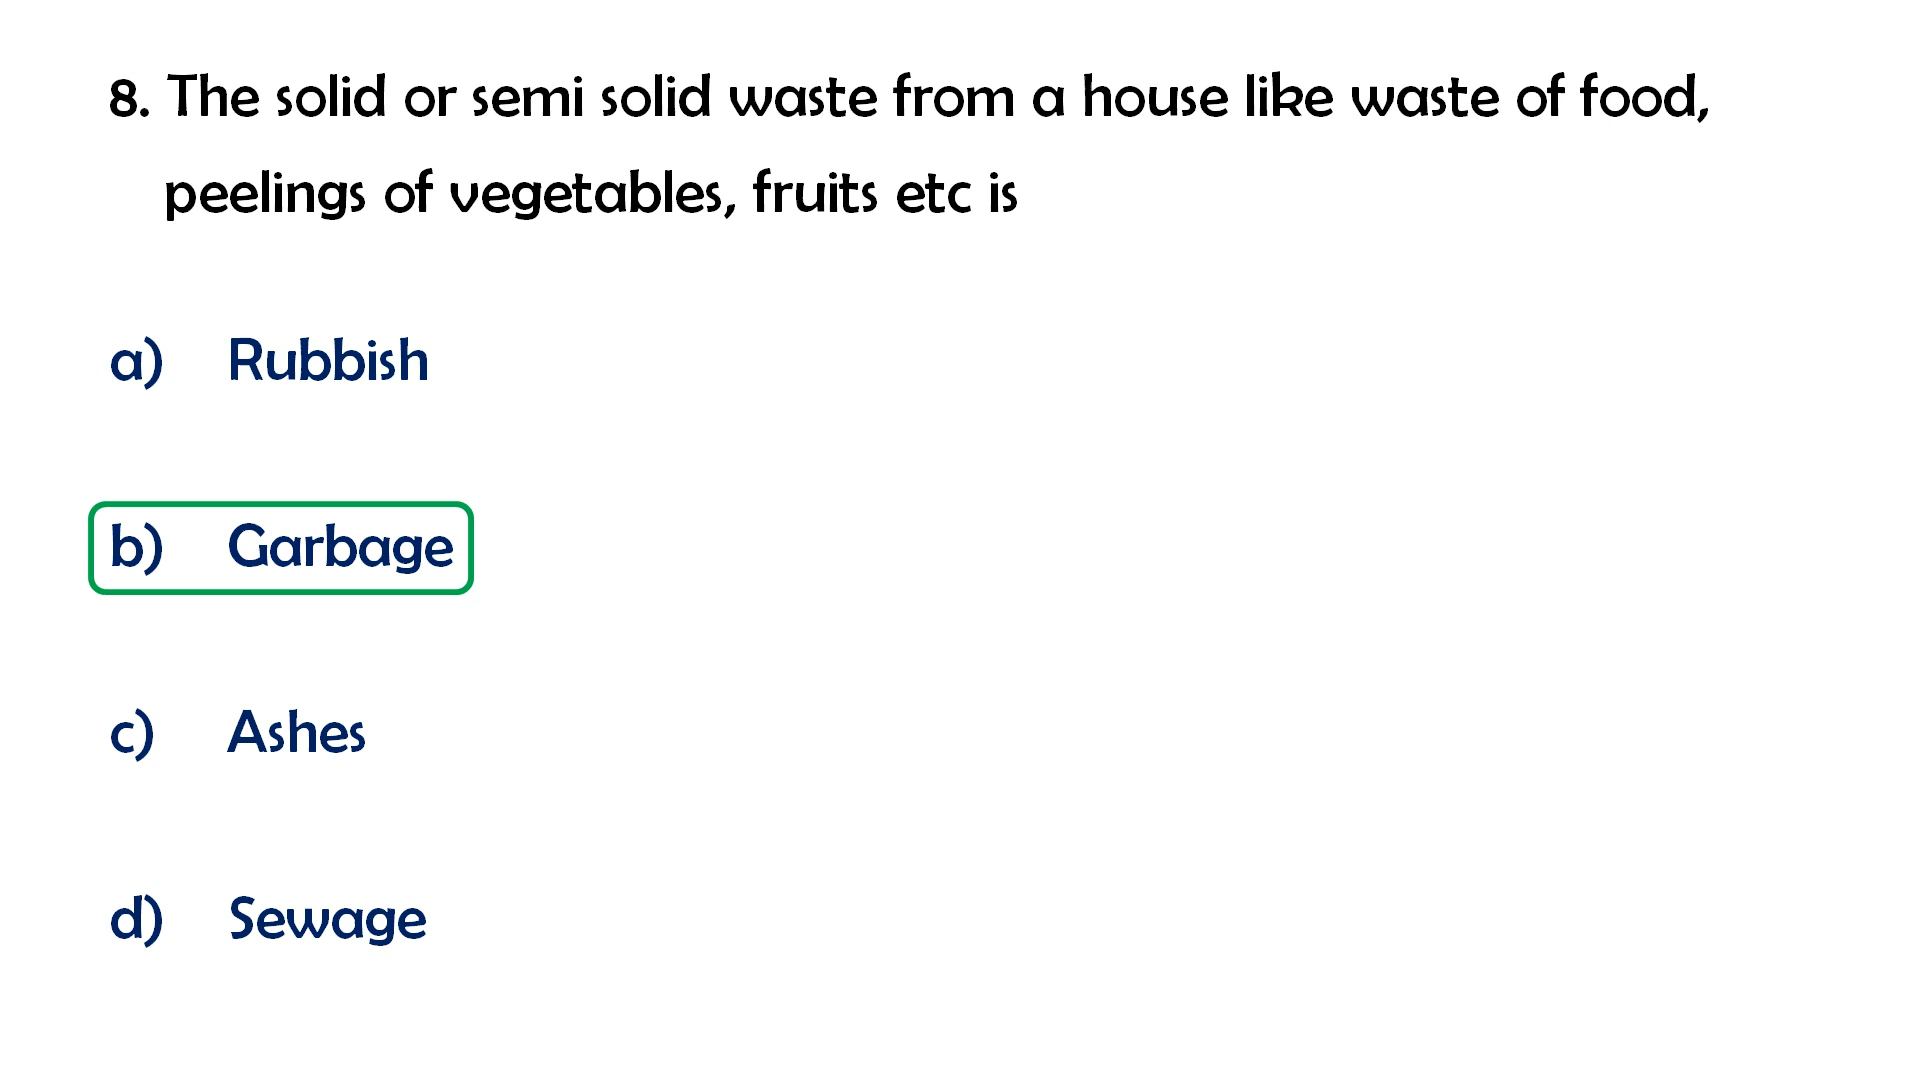 8. The solid or semi solid waste from a house like waste of food,
peelings of vegetables, fruits etc is
a) Rubbish
b) Garbage
c) Ashes
d) Sewage